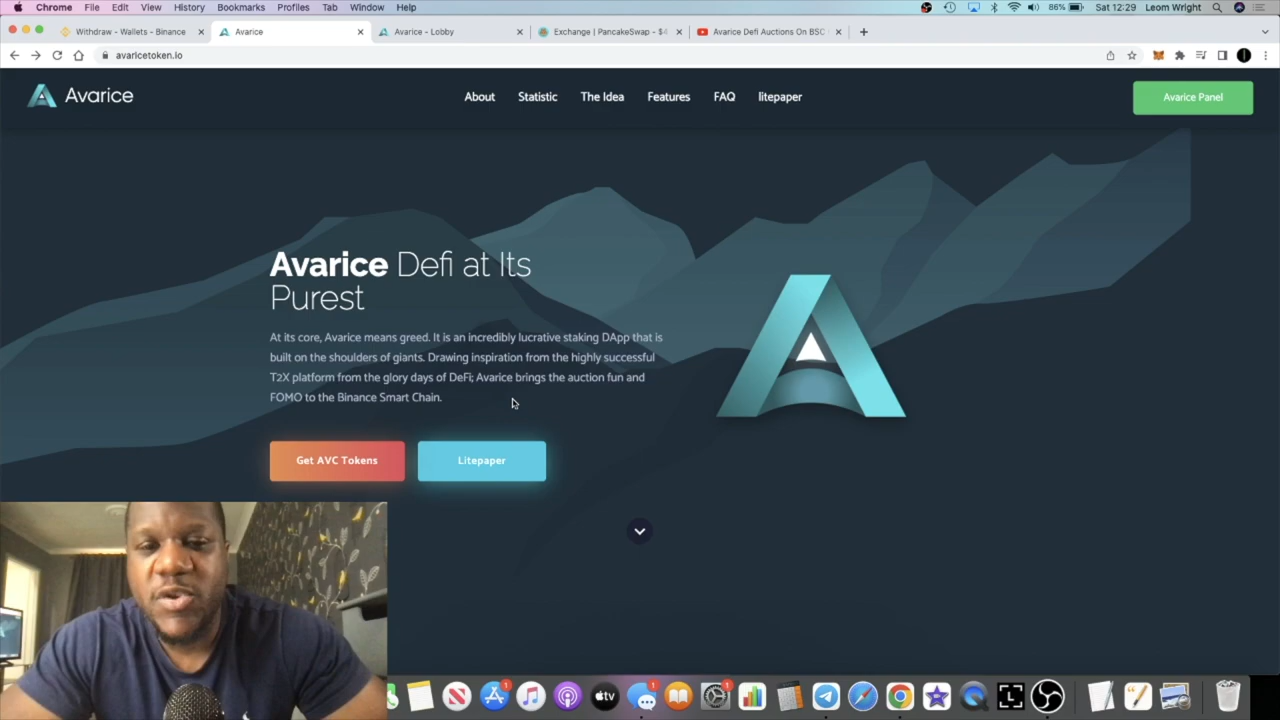 Chrome File Edit View History Bookmarks Profiles Tab Window Help 86% Sat 12:29 Leom Wright
Withdraw - Wallets - Binance Avarice Avarice - Lobby Exchange | PancakeSwap - $4 Avarice Defi Auctions On BSC
avaricetoken.io
Avarice About Statistic The Idea Features FAQ litepaper Avarice Panel
Avarice Defi at Its
Purest
At its core, Avarice means greed. It is an incredibly lucrative staking DApp that is
built on the shoulders of giants. Drawing inspiration from the highly successful
T2X platform from the glory days of DeFi; Avarice brings the auction fun and
FOMO to the Binance Smart Chain.
Get AVC Tokens Litepaper
tv